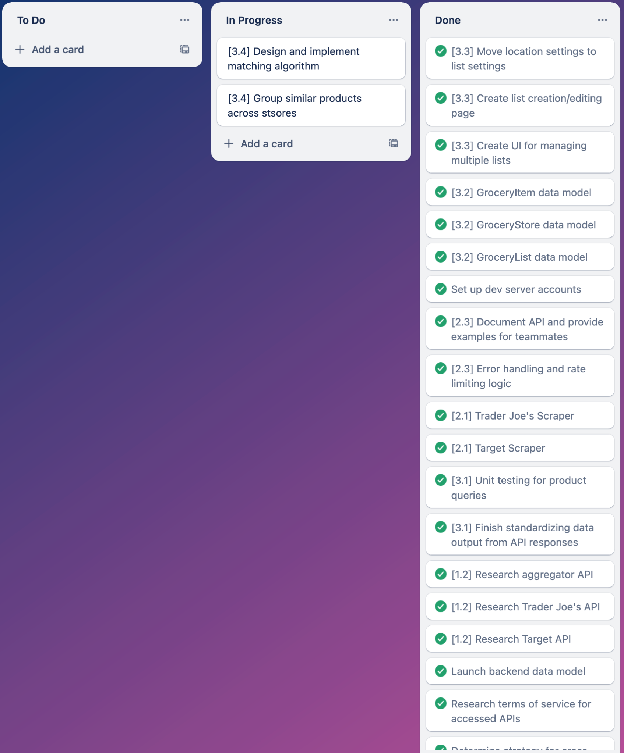 To Do
Add a card
In Progress
[3.4] Design and implement
matching algorithm
[3.4] Group similar products
across stsores
Add a card
Done
[3.3] Move location settings to
list settings
[3.3] Create list creation/editing
page
[3.3] Create UI for managing
multiple lists
[3.2] GroceryItem data model
[3.2] GroceryStore data model
[3.2] GroceryList data model
Set up dev server accounts
[2.3] Document API and provide
examples for teammates
[2.3] Error handling and rate
limiting logic
[2.1] Trader Joe's Scraper
[2.1] Target Scraper
[3.1] Unit testing for product
queries
[3.1] Finish standardizing data
output from API responses
[1.2] Research aggregator API
[1.2] Research Trader Joe's API
[1.2] Research Target API
Launch backend data model
Research terms of service for
accessed APIs